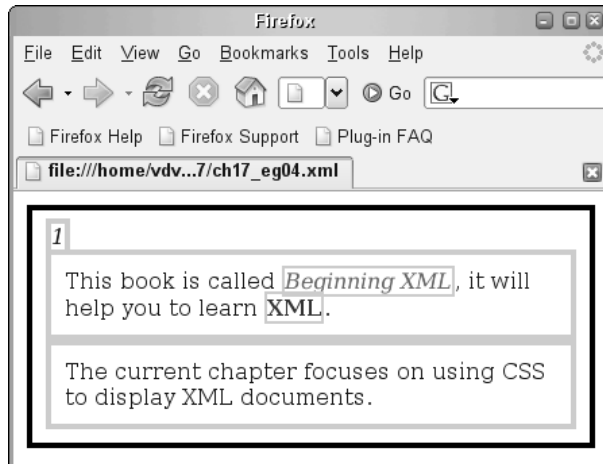 Firefox
File Edit View Go Bookmarks Tools Help
Go G
Firefox Help Firefox Support Plug-in FAQ
file:///home/vdv...7/ch17_eg04.xml
1
This book is called Beginning XML, it will
help you to learn XML.
The current chapter focuses on using CSS
to display XML documents.